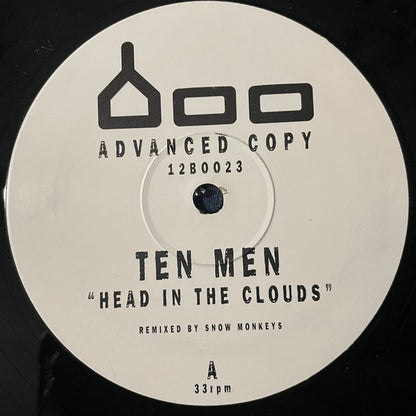 boo
ADVANCED COPY
12BOO23
TEN MEN
"HEAD IN THE CLOUDS"
REMIXED BY SNOW MONKEYS
A
33rpm